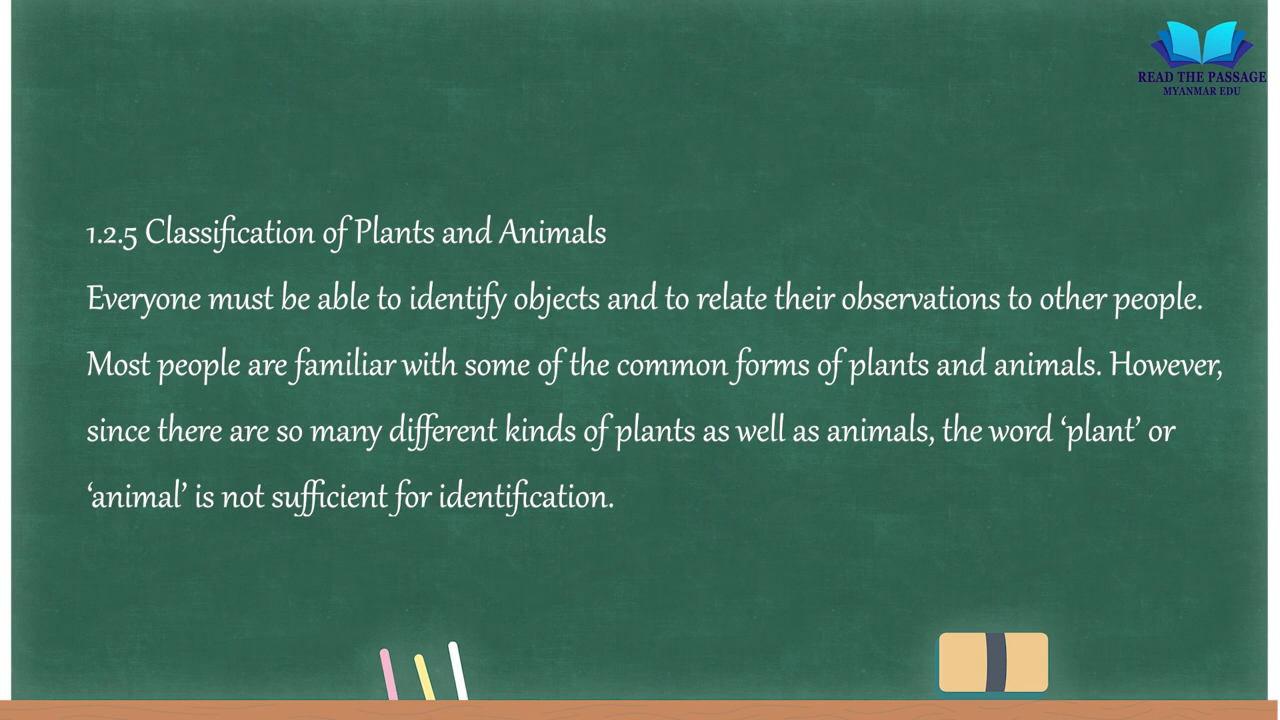 READ THE PASSAGE
MYANMAR EDU
1.2.5 Classification of Plants and Animals
Everyone must be able to identify objects and to relate their observations to other people.
Most people are familiar with some of the common forms of plants and animals. However,
since there are so many different kinds of plants as well as animals, the word ‘plant’ or
‘animal’ is not sufficient for identification.